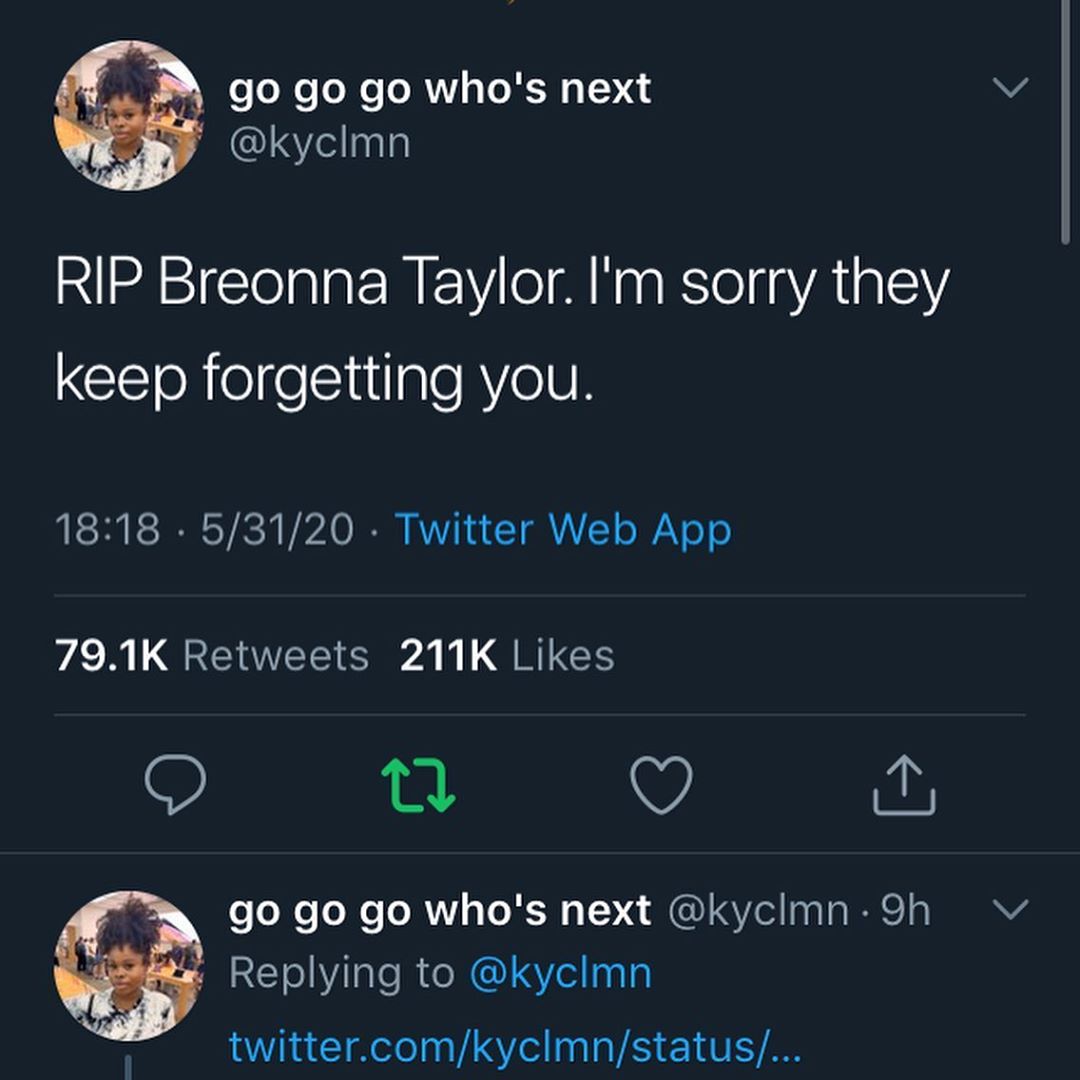 go go go who's next
@kyclmn
RIP Breonna Taylor. I'm sorry they
keep forgetting you.
18:18 · 5/31/20 · Twitter Web App
79.1K Retweets 211K Likes
go go go who's next @kyclmn · 9h
Replying to @kyclmn
twitter.com/kyclmn/status/...